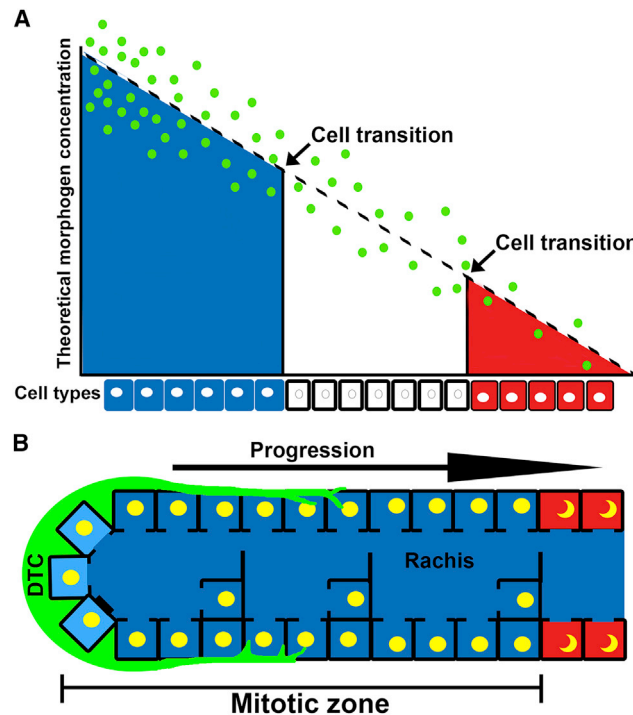 A
Theoretical morphogen concentration
Cell transition
Cell transition
Cell types
B
Progression
DTC
Rachis
Mitotic zone